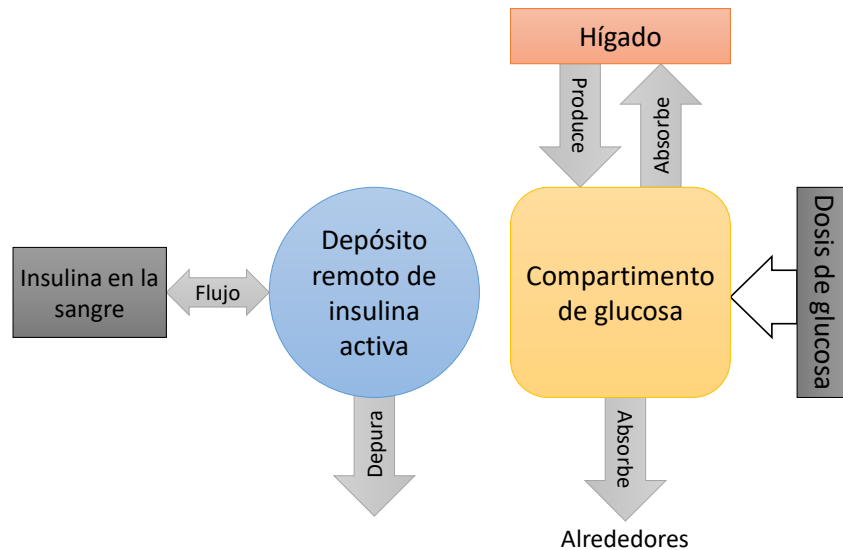 Hígado
Produce
Absorbe
Insulina en la
sangre
Flujo
Depósito
remoto de
insulina
activa
Compartimento
de glucosa
Dosis de glucosa
Depura
Absorbe
Alrededores